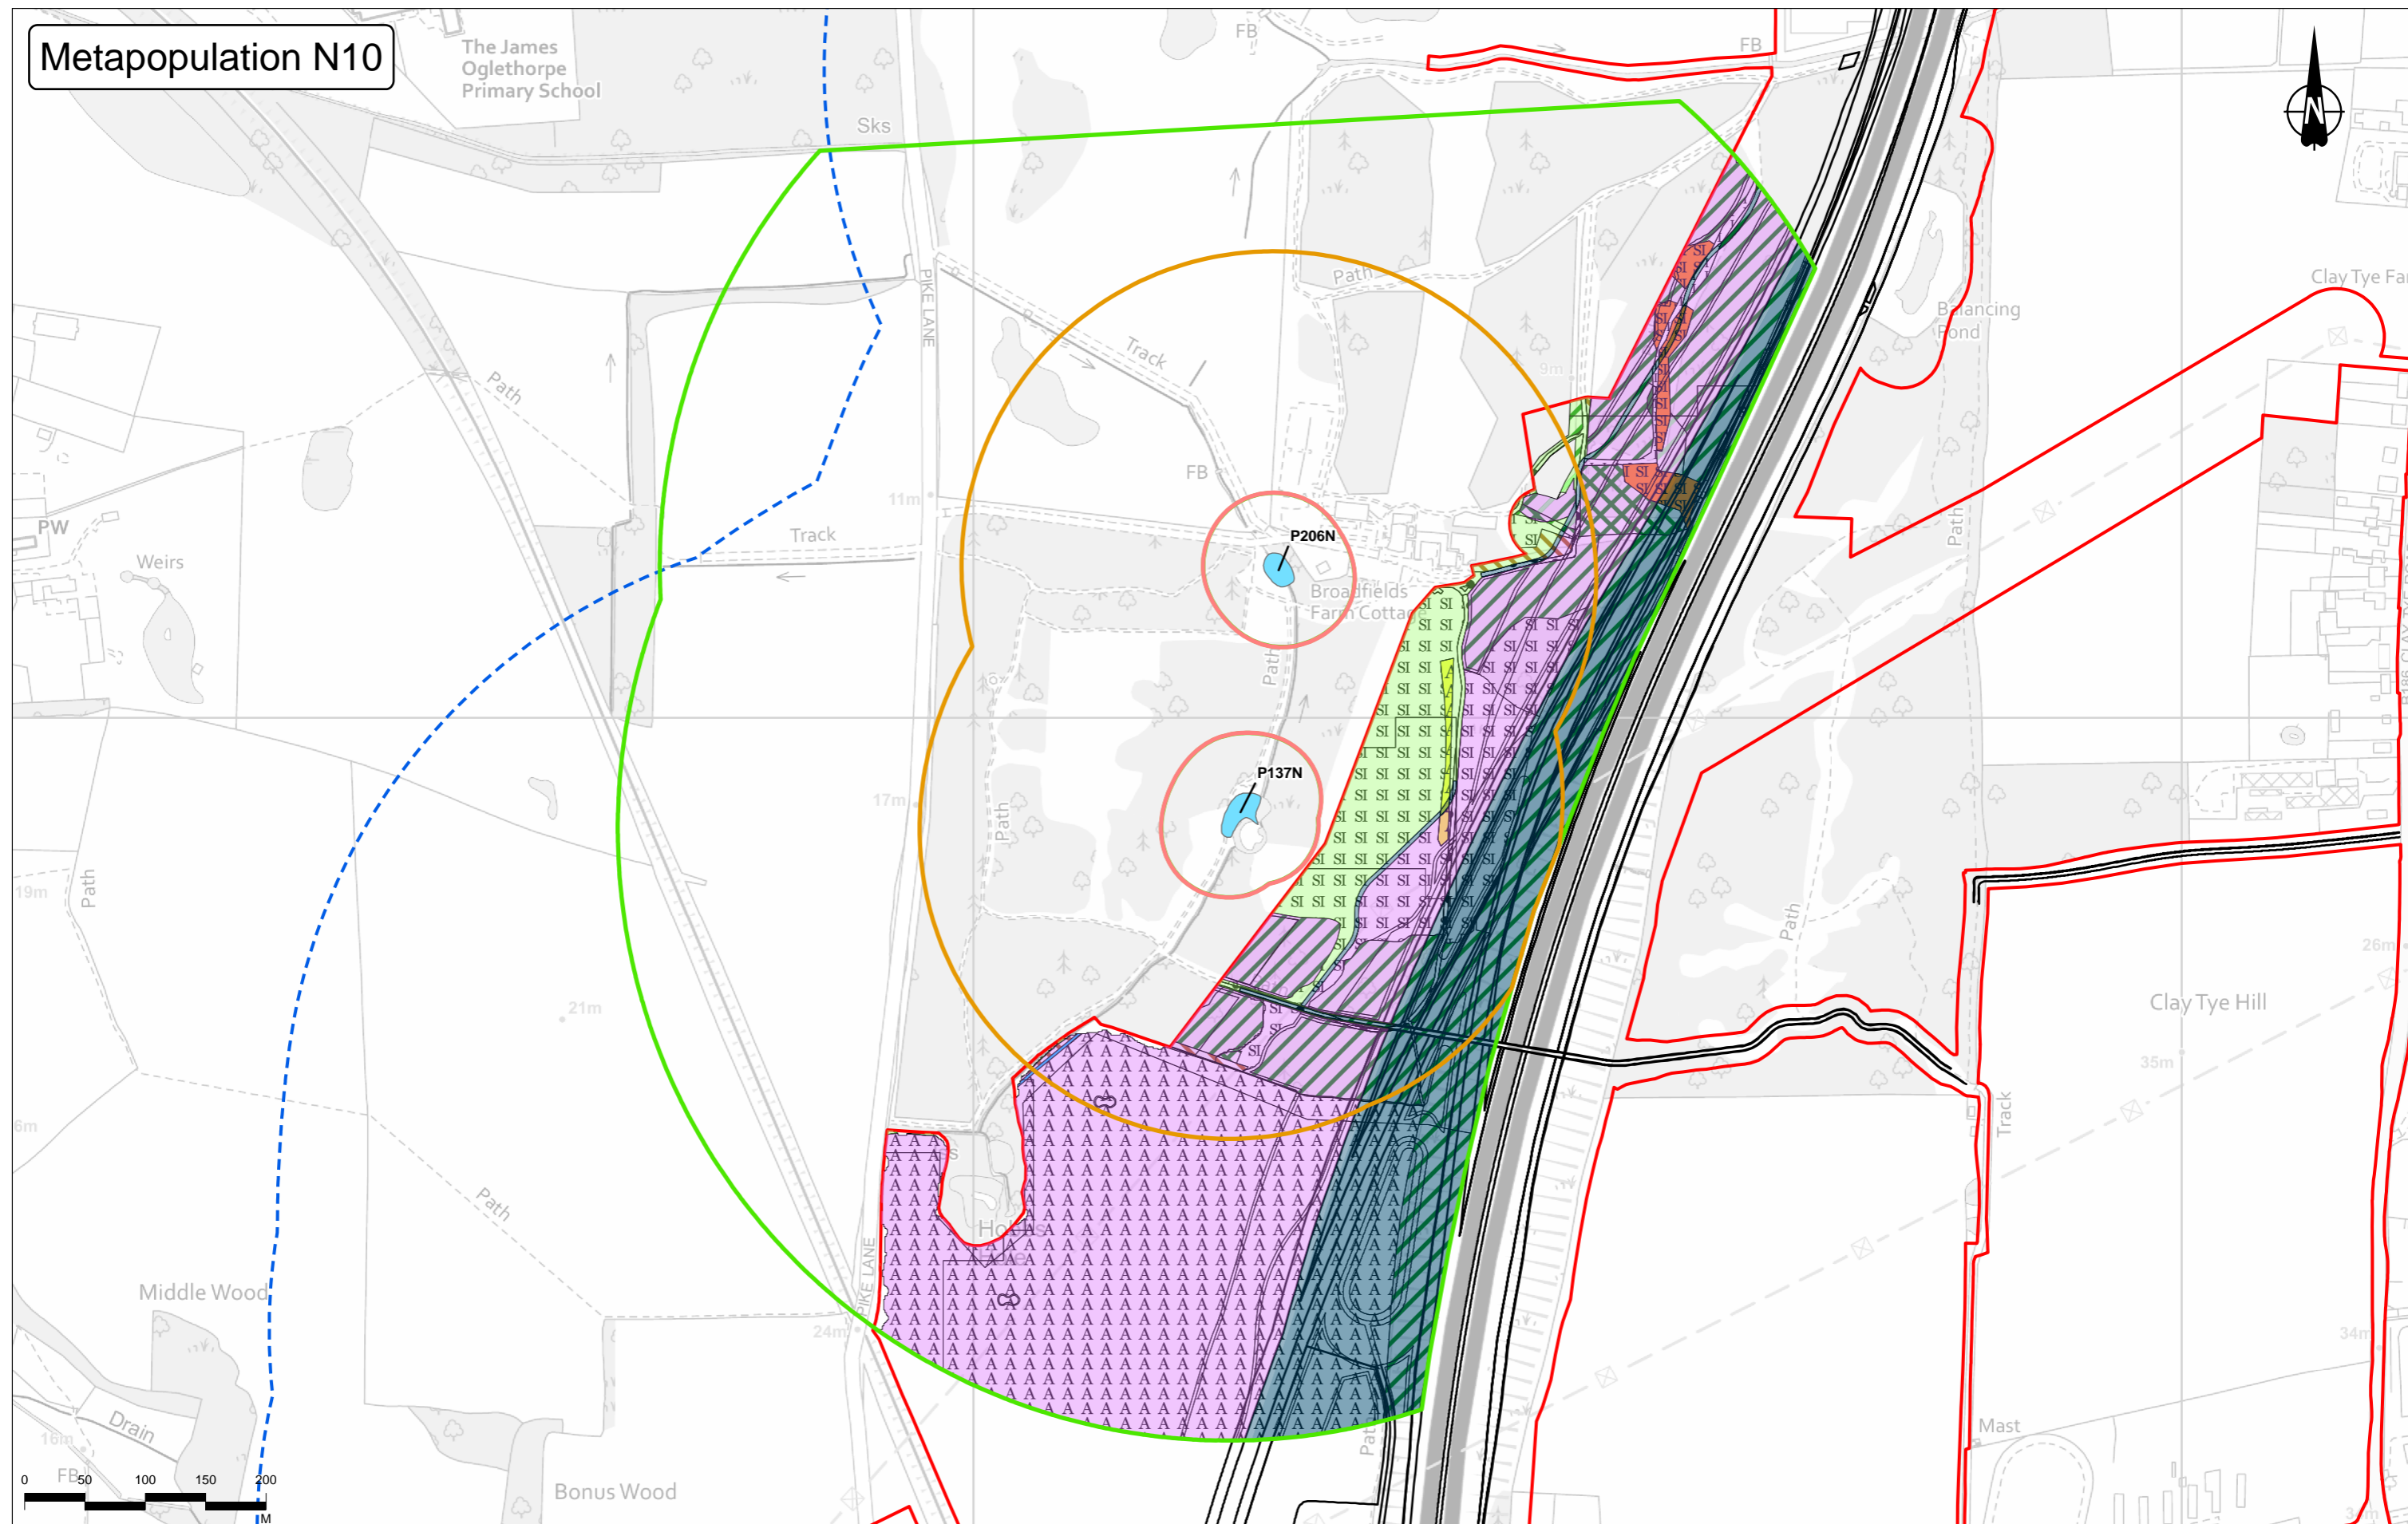 Metapopulation N10
The James
Oglethorpe
Primary School
FB
FB
N
Sks
PIKE LANE
Clay Tye Fa
Balancing
Pond
Path
Track
9m
Path
FB
11m
PW
Weirs
Track
P206N
Path
Broadfields
Farm Cottage
Path
P137N
17m
Path
19m
Path
Path
26m
Clay Tye Hill
21m
35m
Track
6m
Path
PIKE LANE
Middle Wood
24m
34m
Drain
16m
FB
Path
Mast
Bonus Wood
0 50 100 150 200
M